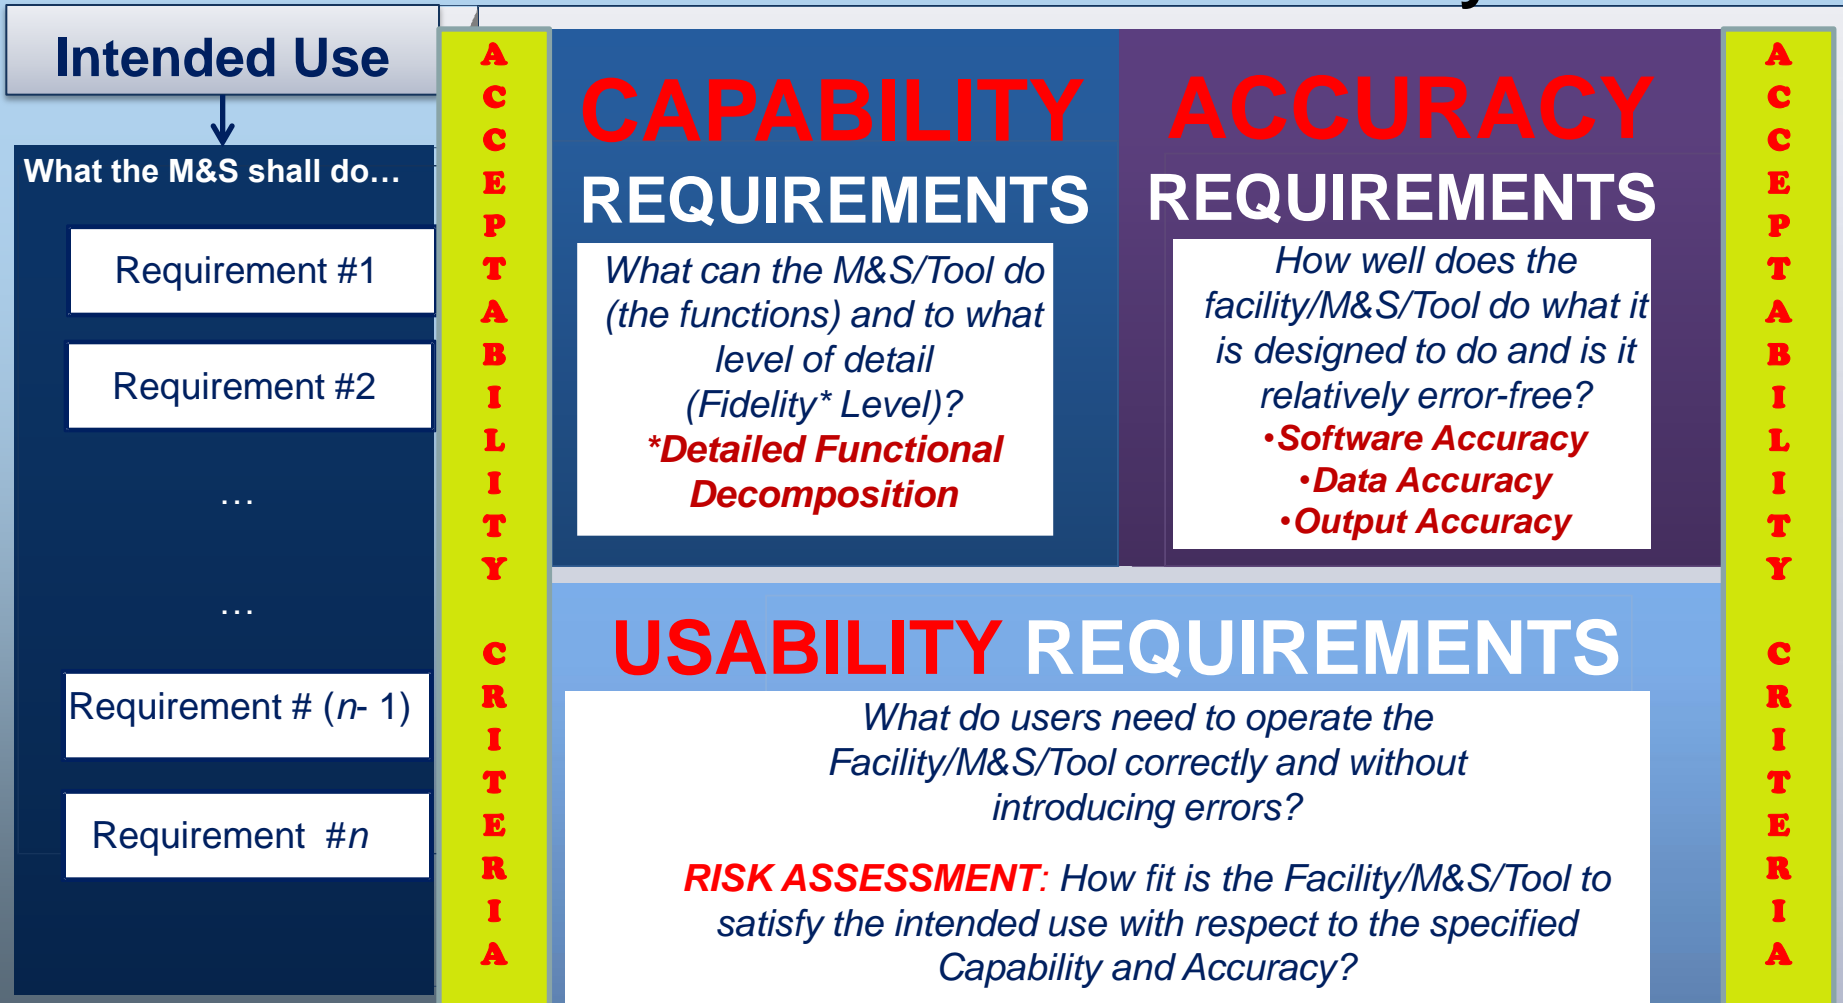 Intended Use
What the M&S shall do…
Requirement #1
Requirement #2
…
…
Requirement # (n- 1)
Requirement #n
ACCEPTABILITY CRITERIA
CAPABILITY
REQUIREMENTS
What can the M&S/Tool do
(the functions) and to what
level of detail
(Fidelity* Level)?
*Detailed Functional
Decomposition
ACCURACY
REQUIREMENTS
How well does the
facility/M&S/Tool do what it
is designed to do and is it
relatively error-free?
•Software Accuracy
•Data Accuracy
•Output Accuracy
USABILITY REQUIREMENTS
What do users need to operate the
Facility/M&S/Tool correctly and without
introducing errors?
RISK ASSESSMENT: How fit is the Facility/M&S/Tool to
satisfy the intended use with respect to the specified
Capability and Accuracy?
ACCEPTABILITY CRITERIA